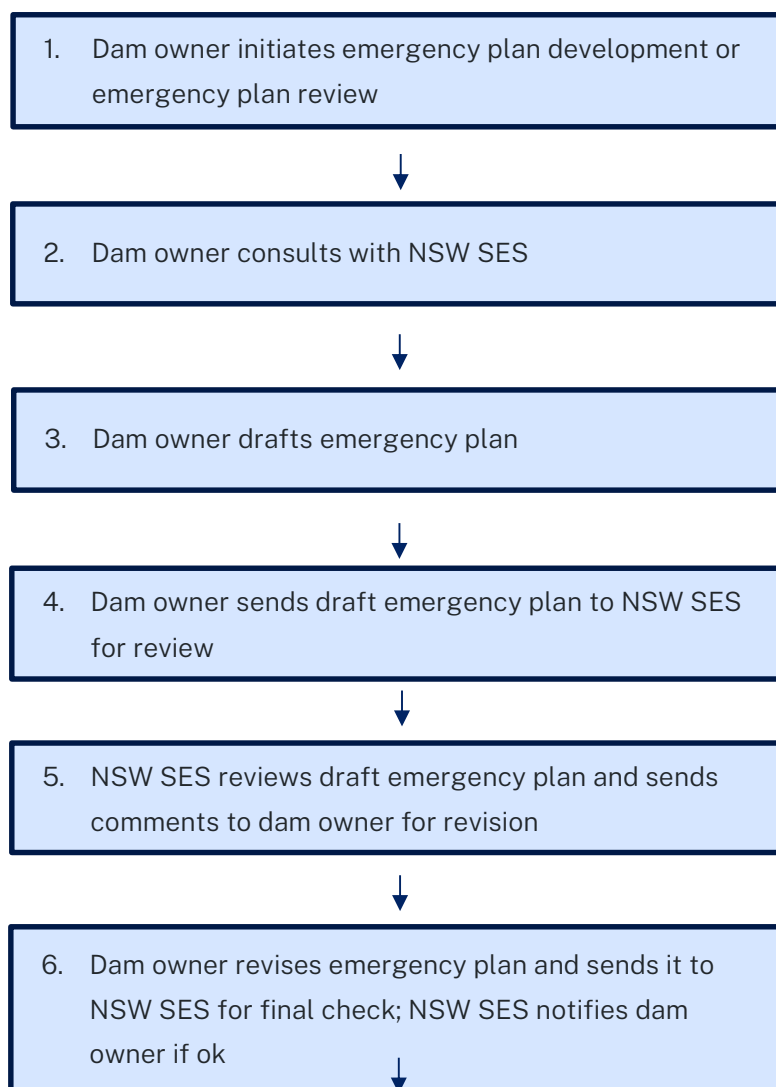 1. Dam owner initiates emergency plan development or
emergency plan review
2. Dam owner consults with NSW SES
3. Dam owner drafts emergency plan
4. Dam owner sends draft emergency plan to NSW SES
for review
5. NSW SES reviews draft emergency plan and sends
comments to dam owner for revision
6. Dam owner revises emergency plan and sends it to
NSW SES for final check; NSW SES notifies dam
owner if ok